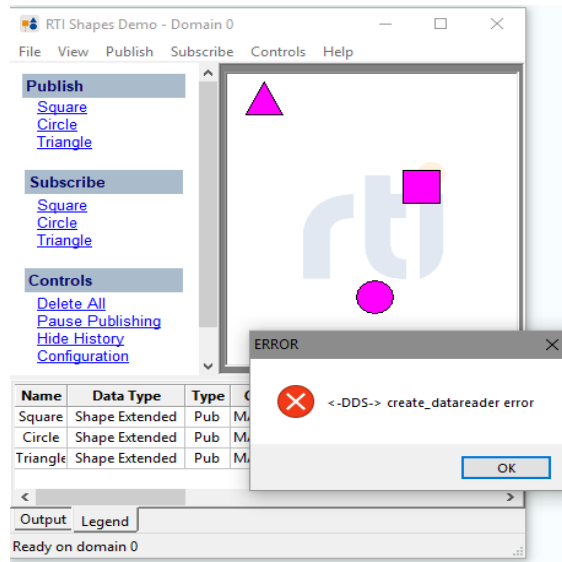 RTI Shapes Demo - Domain 0
File View Publish Subscribe Controls Help
Publish
Square
Circle
Triangle
Subscribe
Square
Circle
Triangle
Controls
Delete All
Pause Publishing
Hide History
Configuration
rti
ERROR
<-DDS-> create_datareader error
OK
Name Data Type Type
Square Shape Extended Pub
Circle Shape Extended Pub
Triangle Shape Extended Pub
Output Legend
Ready on domain 0